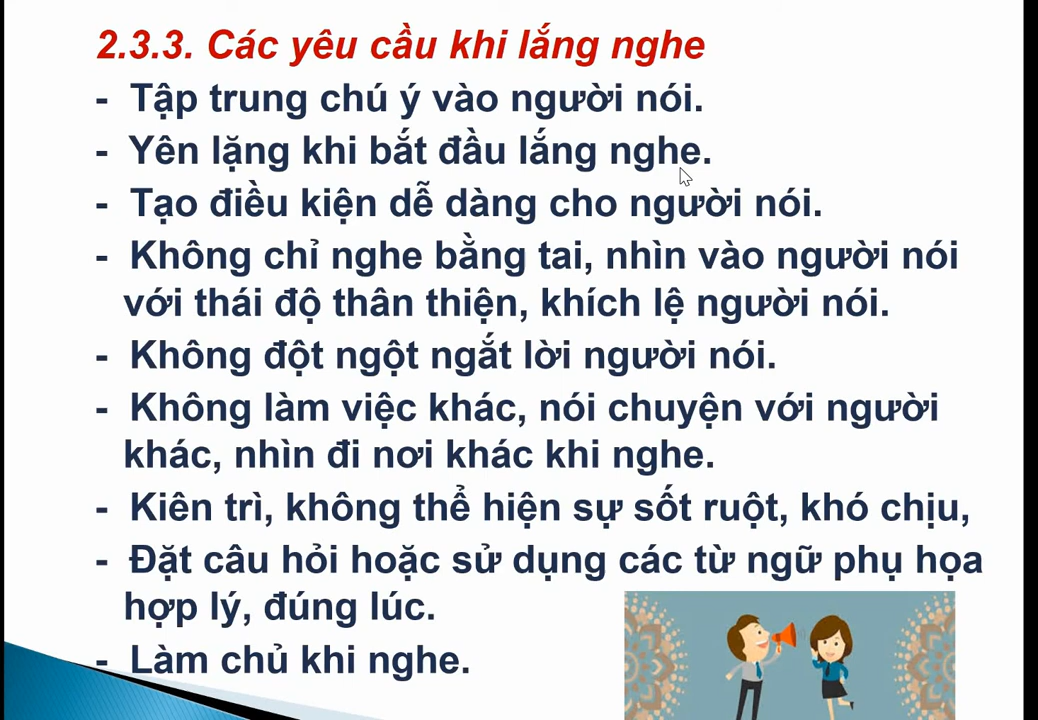 2.3.3. Các yêu cầu khi lắng nghe
- Tập trung chú ý vào người nói.
- Yên lặng khi bắt đầu lắng nghe.
- Tạo điều kiện dễ dàng cho người nói.
- Không chỉ nghe bằng tai, nhìn vào người nói
với thái độ thân thiện, khích lệ người nói.
- Không đột ngột ngắt lời người nói.
- Không làm việc khác, nói chuyện với người
khác, nhìn đi nơi khác khi nghe.
- Kiên trì, không thể hiện sự sốt ruột, khó chịu,
- Đặt câu hỏi hoặc sử dụng các từ ngữ phụ họa
hợp lý, đúng lúc.
- Làm chủ khi nghe.